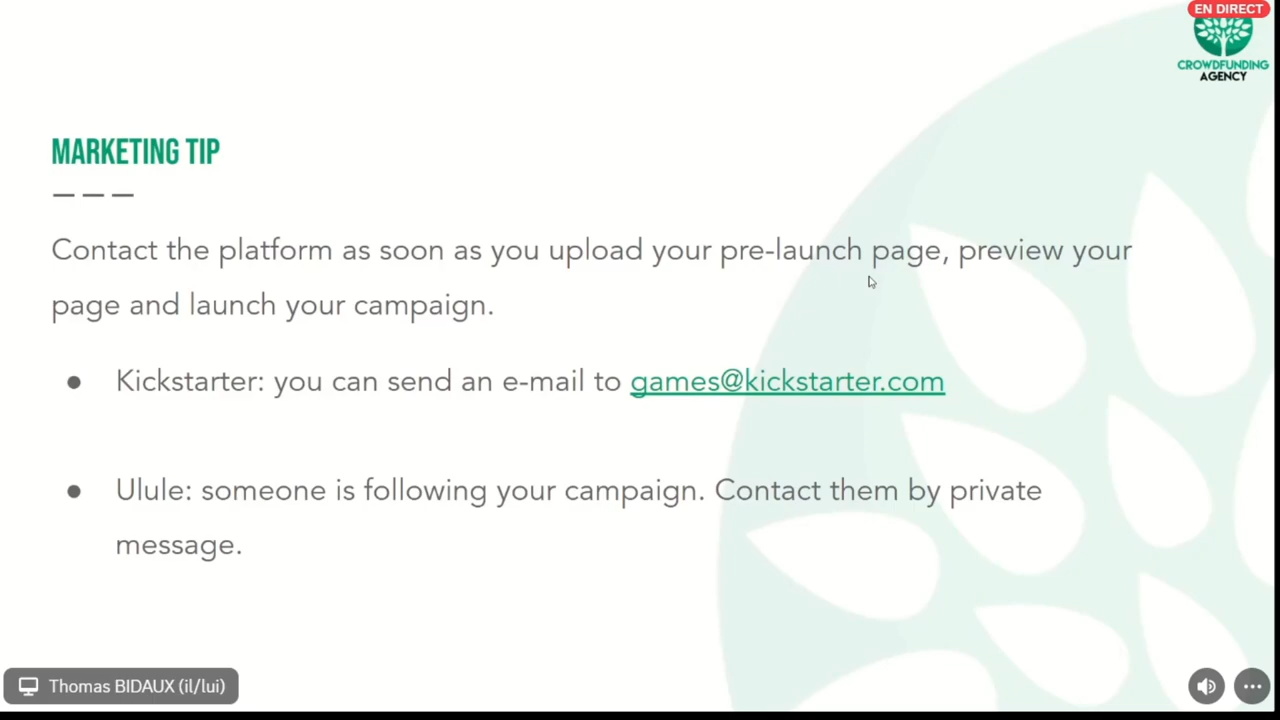 EN DIRECT
CROWDFUNDING
AGENCY
MARKETING TIP
Contact the platform as soon as you upload your pre-launch page, preview your
page and launch your campaign.
● Kickstarter: you can send an e-mail to games@kickstarter.com
● Ulule: someone is following your campaign. Contact them by private
message.
Thomas BIDAUX (il/lui)